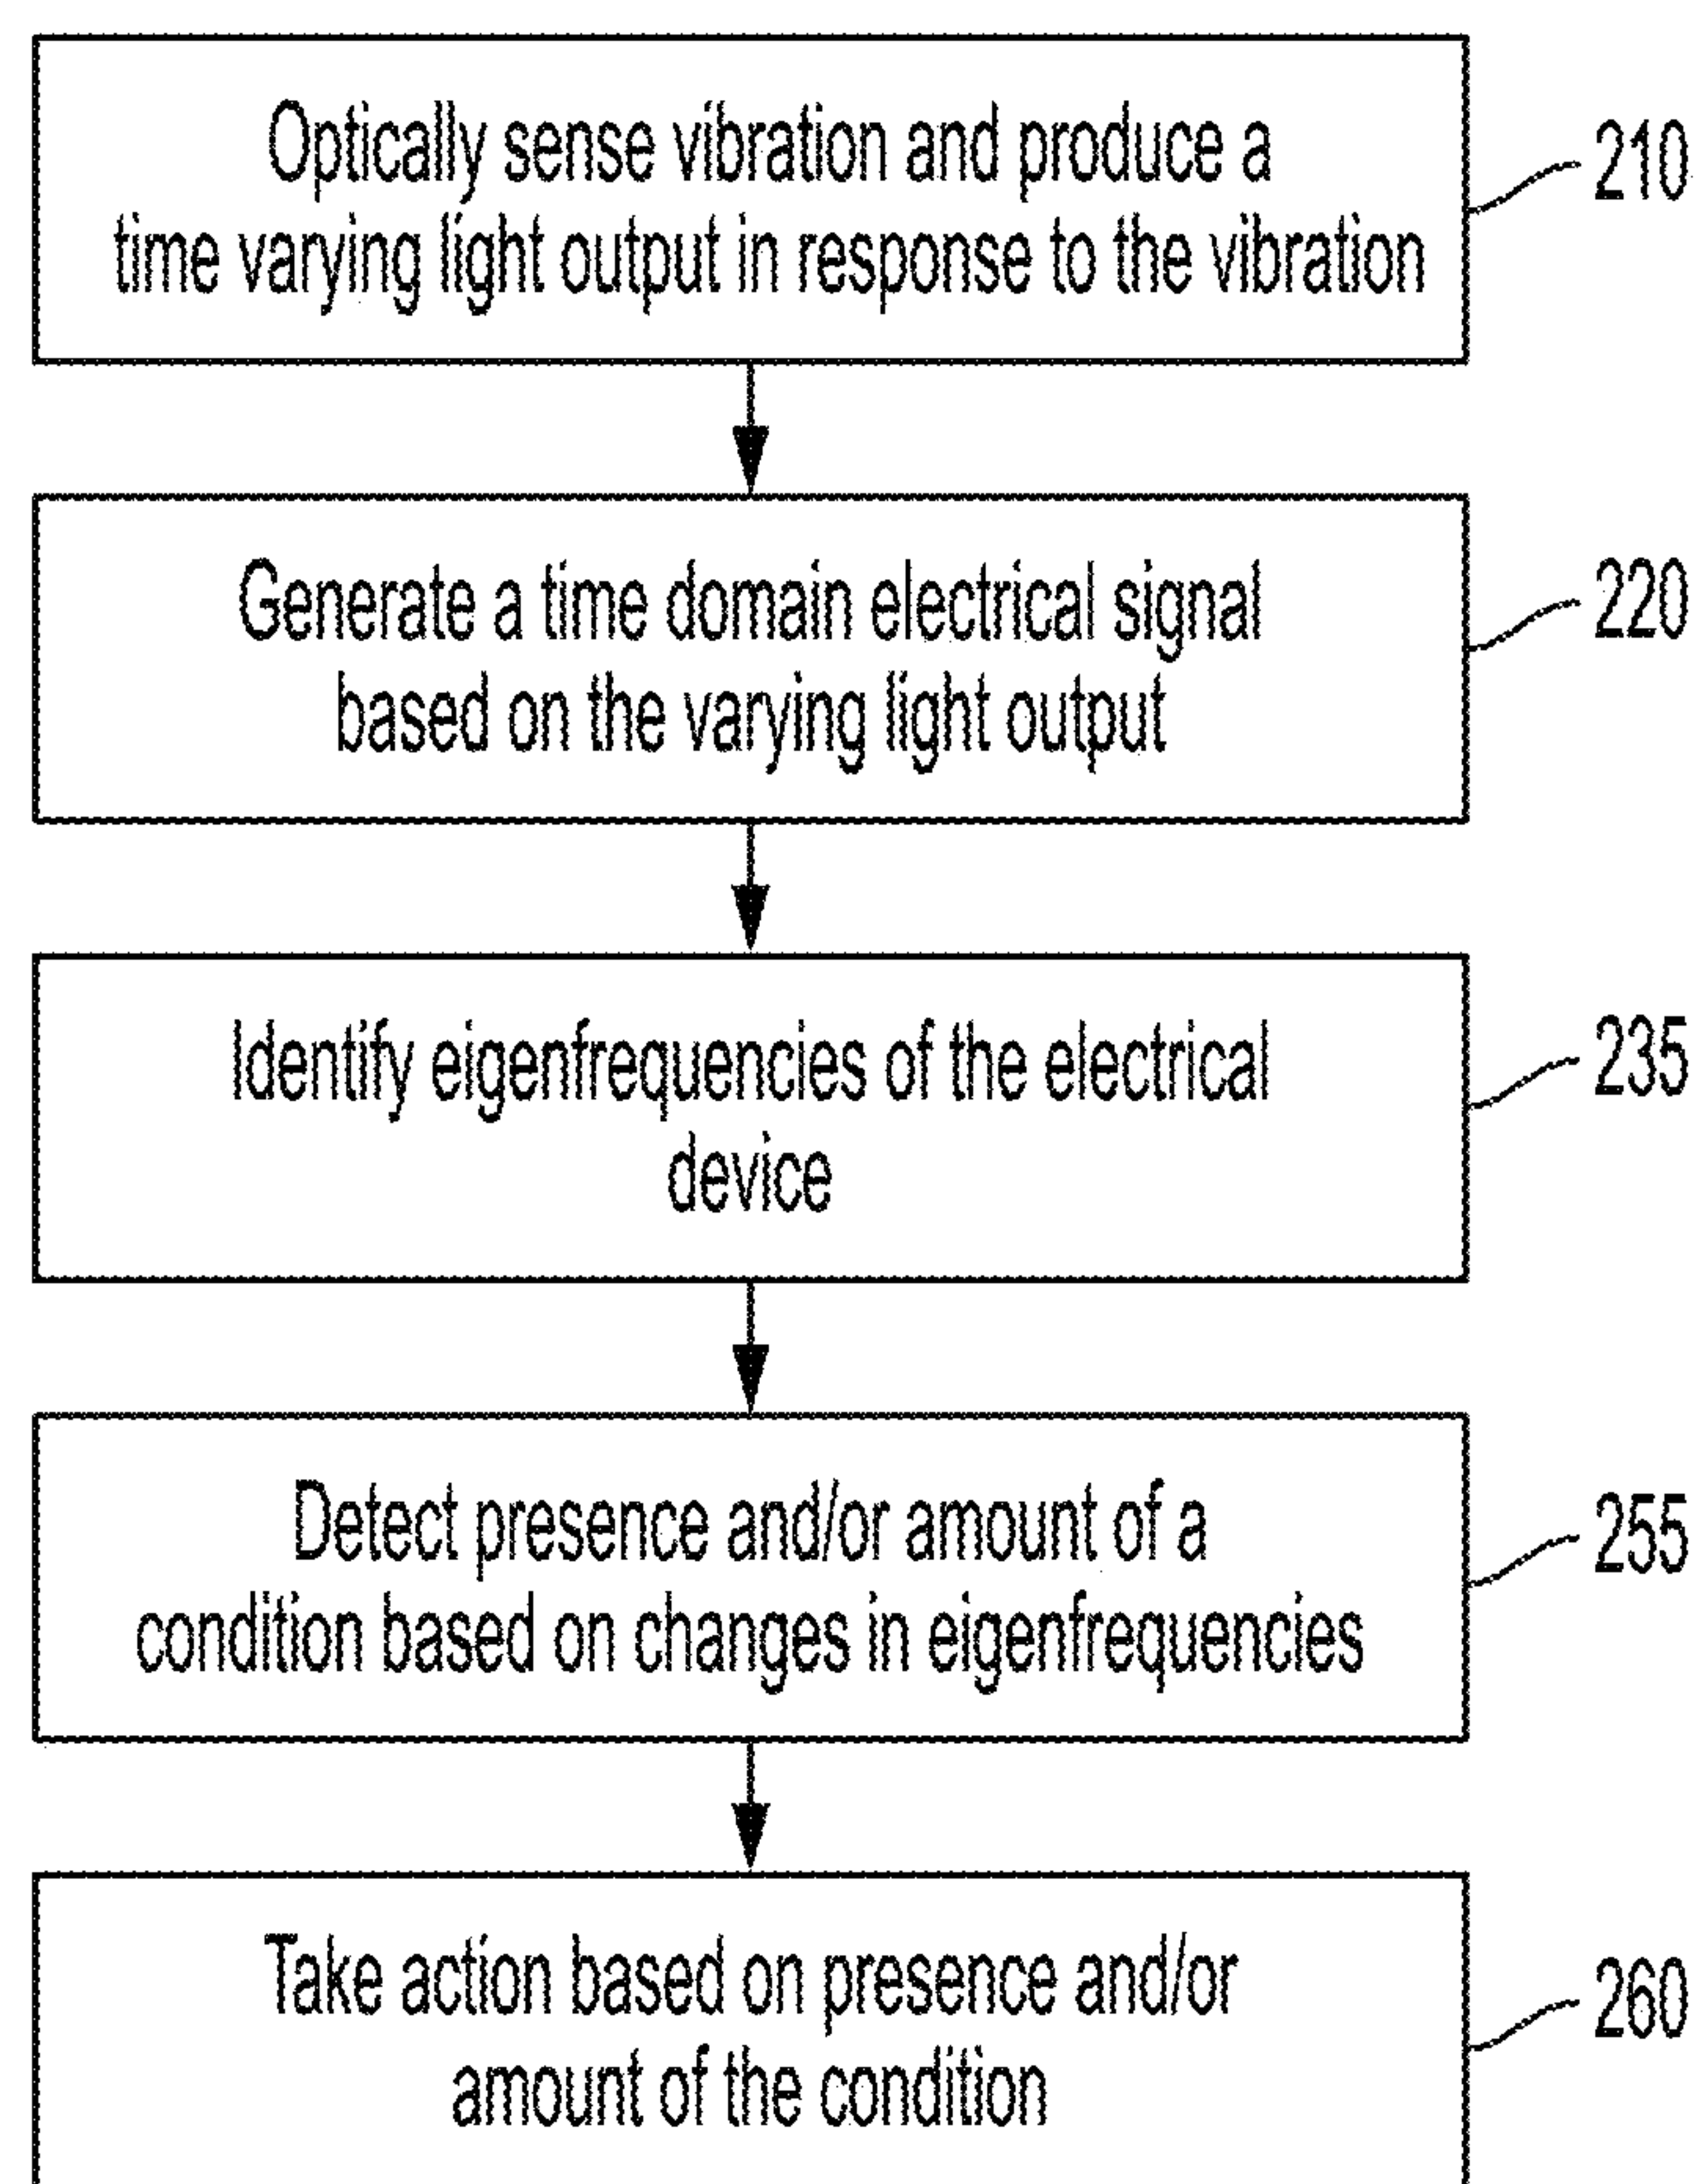 Optically sense vibration and produce a
time varying light output in response to the vibration
210
Generate a time domain electrical signal
based on the varying light output
220
Identify eigenfrequencies of the electrical
device
235
Detect presence and/or amount of a
condition based on changes in eigenfrequencies
255
Take action based on presence and/or
amount of the condition
260